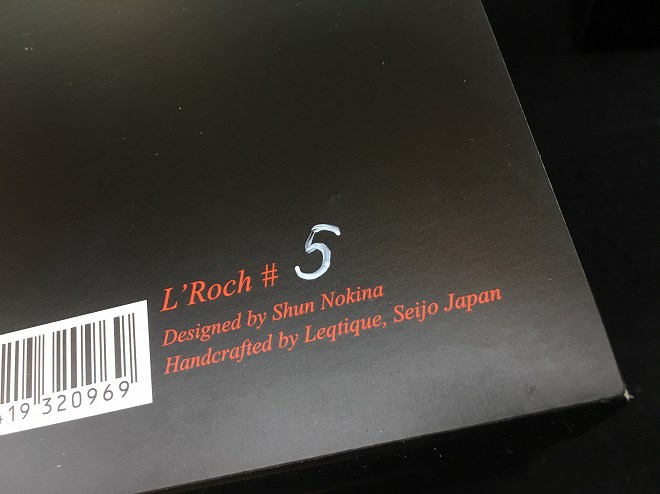 L'Roch # 5
Designed by Shun Nokina
Handcrafted by Leqtique, Seijo Japan
419 320969